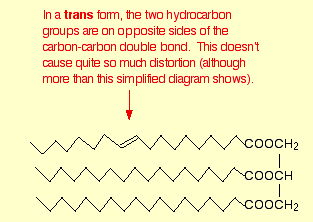 In a trans form, the two hydrocarbon
groups are on opposite sides of the
carbon-carbon double bond.  This doesn't
cause quite so much distortion (although
more than this simplified diagram shows).
COOCH₂
COOCH
COOCH₂